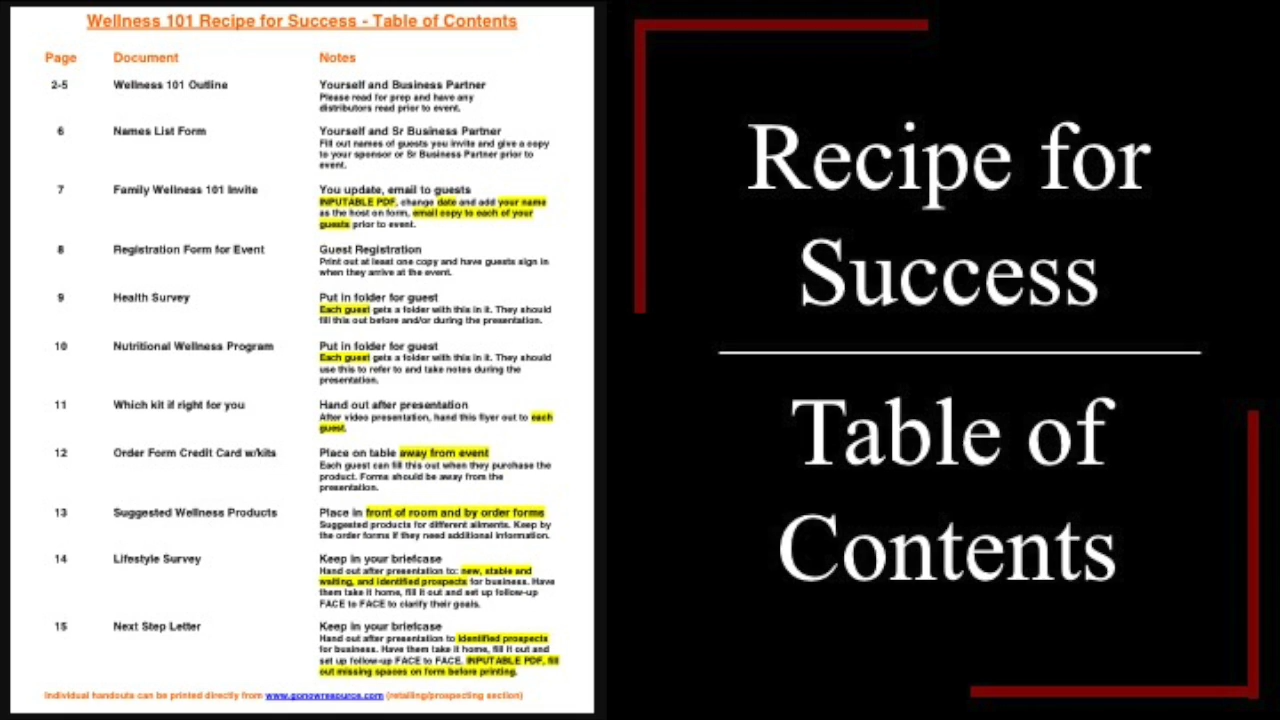 Wellness 101 Recipe for Success - Table of Contents
Page Document Notes
2-5 Wellness 101 Outline Yourself and Business Partner
Please read for prep and have any
distributors read prior to event.
6 Names List Form Yourself and Sr Business Partner
Fill out names of guests you invite and give a copy
to your sponsor or Sr Business Partner prior to
event.
7 Family Wellness 101 Invite You update, email to guests
INPUTABLE PDF, change date and add your name
as the host on form, email copy to each of your
guests prior to event.
8 Registration Form for Event Guest Registration
Print out at least one copy and have guests sign in
when they arrive at the event.
9 Health Survey Put in folder for guest
Each guest gets a folder with this in it. They should
fill this out before and/or during the presentation.
10 Nutritional Wellness Program Put in folder for guest
Each guest gets a folder with this in it. They should
use this to refer to and take notes during the
presentation.
11 Which kit if right for you Hand out after presentation
After video presentation, hand this flyer out to each
guest.
12 Order Form Credit Card w/kits Place on table away from event
Each guest can fill this out when they purchase the
product. Forms should be away from the
presentation.
13 Suggested Wellness Products Place in front of room and by order forms
Suggested products for different ailments. Keep by
the order forms if they need additional information.
14 Lifestyle Survey Keep in your briefcase
Hand out after presentation to: new, stable and
waiting, and identified prospects for business. Have
them take it home, fill it out and set up follow-up
FACE to FACE to clarify their goals.
15 Next Step Letter Keep in your briefcase
Hand out after presentation to identified prospects
for business. Have them take it home, fill it out and
set up follow-up FACE to FACE. INPUTABLE PDF, fill
out missing spaces on form before printing.
Individual handouts can be printed directly from www.gonowresource.com (retailing/prospecting section)
Recipe for
Success
Table of
Contents